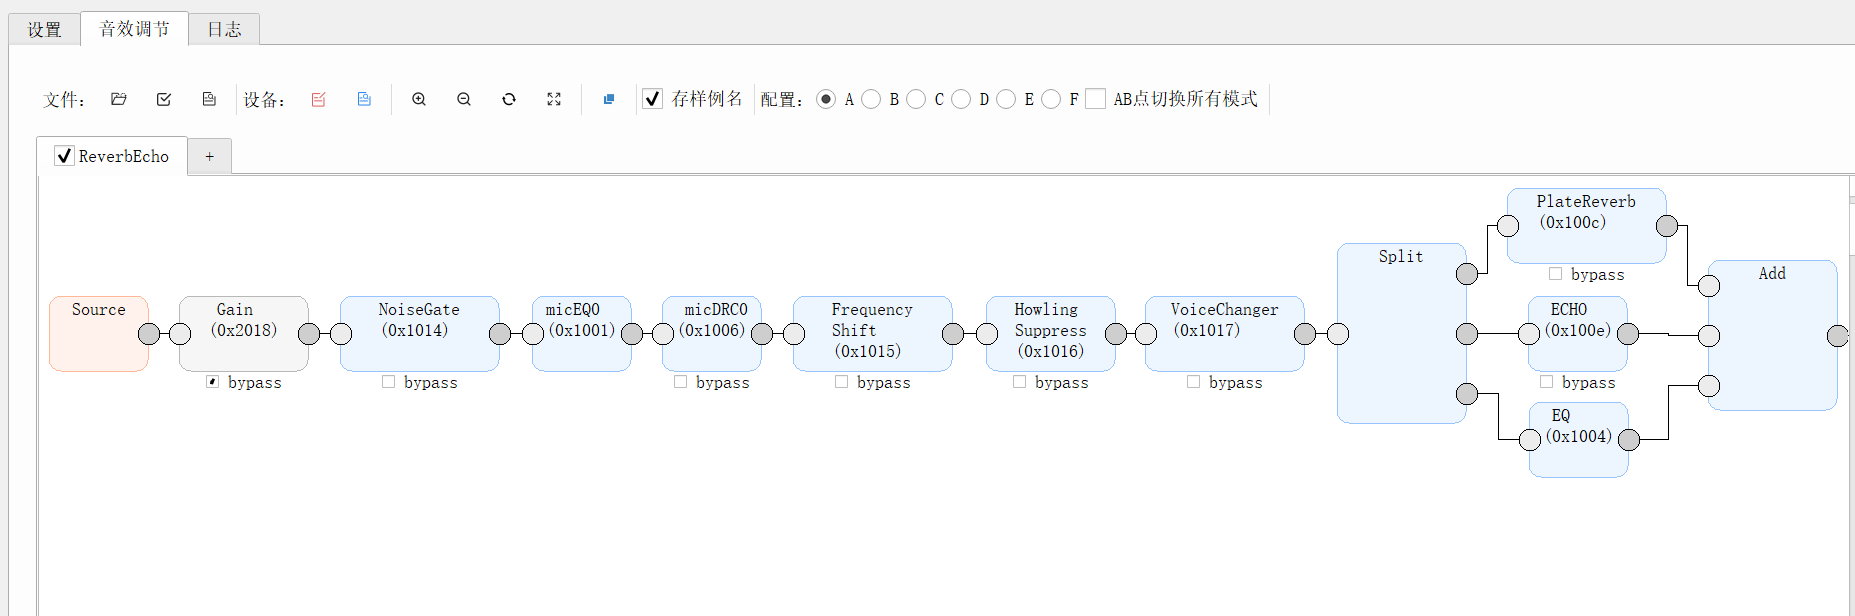 设置 音效调节 日志
文件: 设备: 存样例名 配置: A B C D E F AB点切换所有模式
ReverbEcho +
Source
Gain
(0x2018)
bypass
NoiseGate
(0x1014)
bypass
micEQ0
(0x1001)
micDRC0
(0x1006)
bypass
Frequency
Shift
(0x1015)
bypass
Howling
Suppress
(0x1016)
bypass
VoiceChanger
(0x1017)
bypass
Split
PlateReverb
(0x100c)
bypass
ECHO
(0x100e)
bypass
EQ
(0x1004)
Add